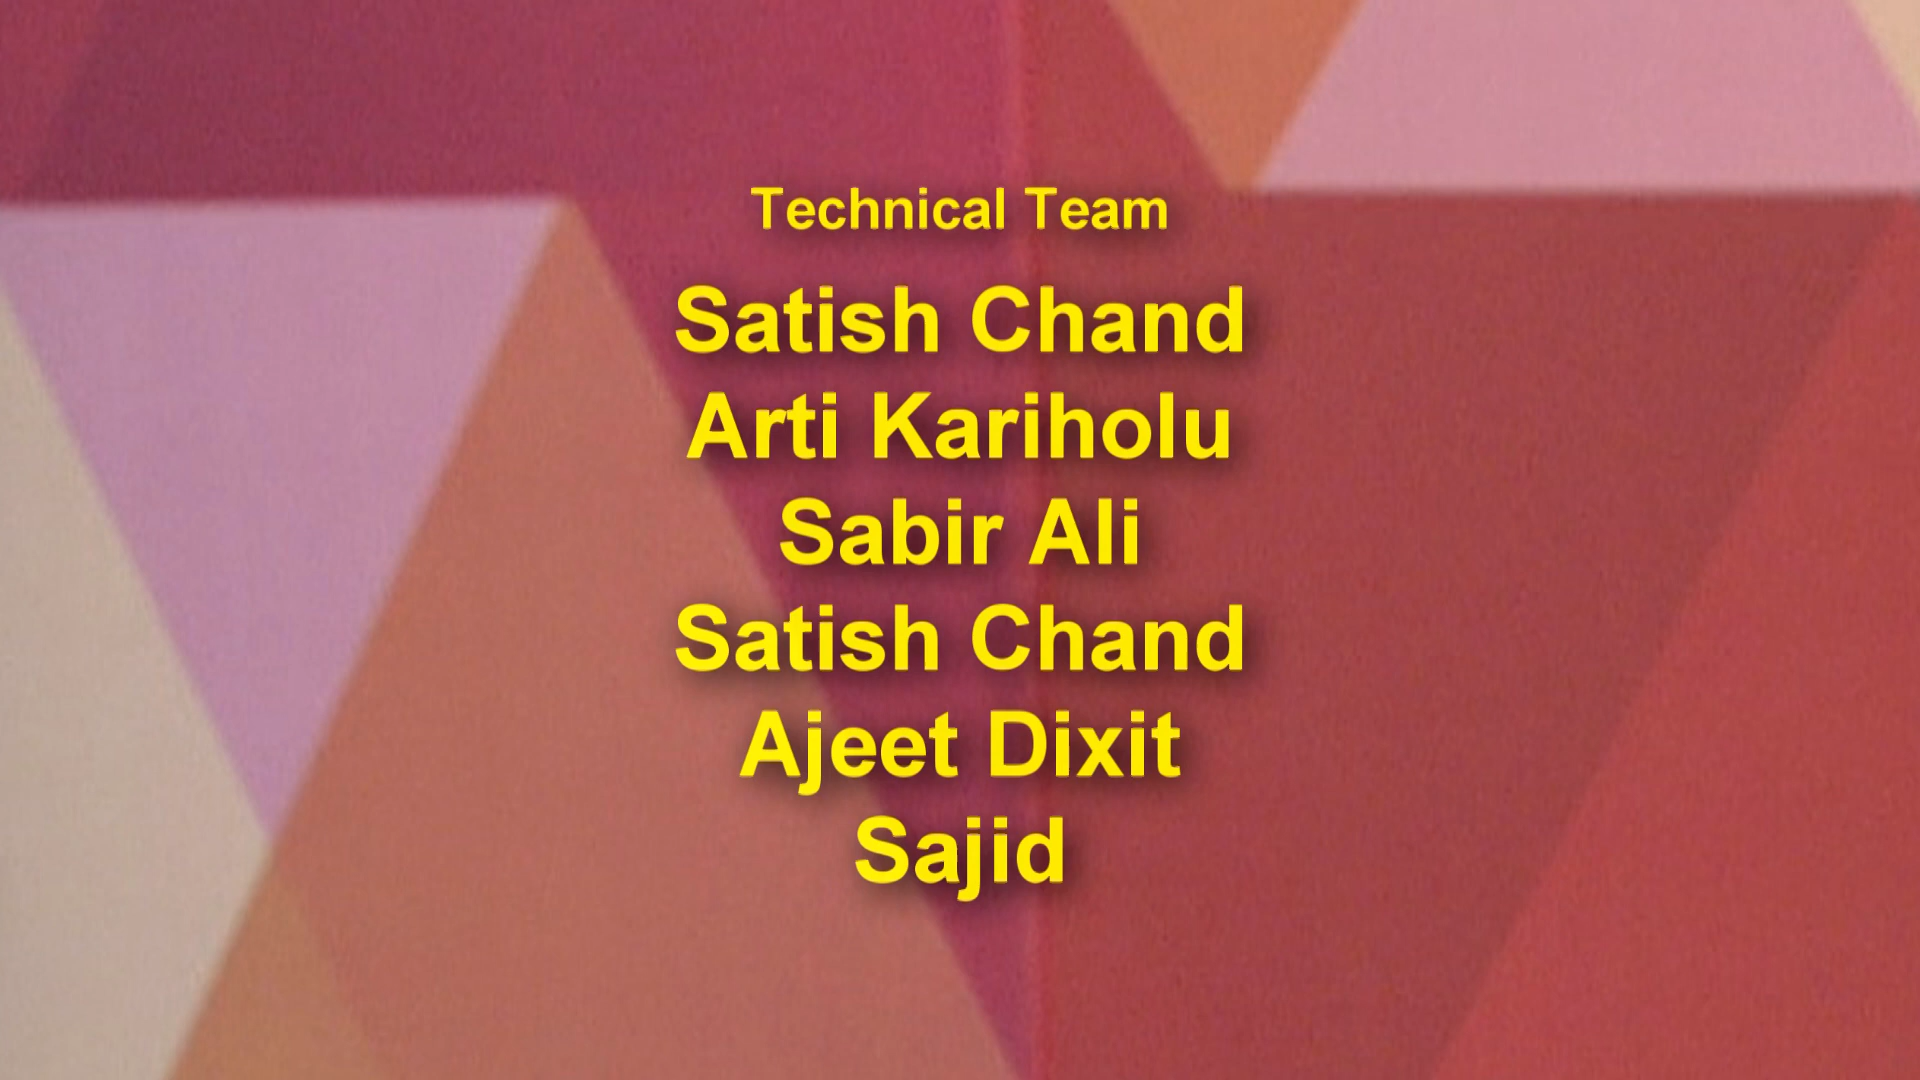 Technical Team
Satish Chand
Arti Kariholu
Sabir Ali
Satish Chand
Ajeet Dixit
Sajid